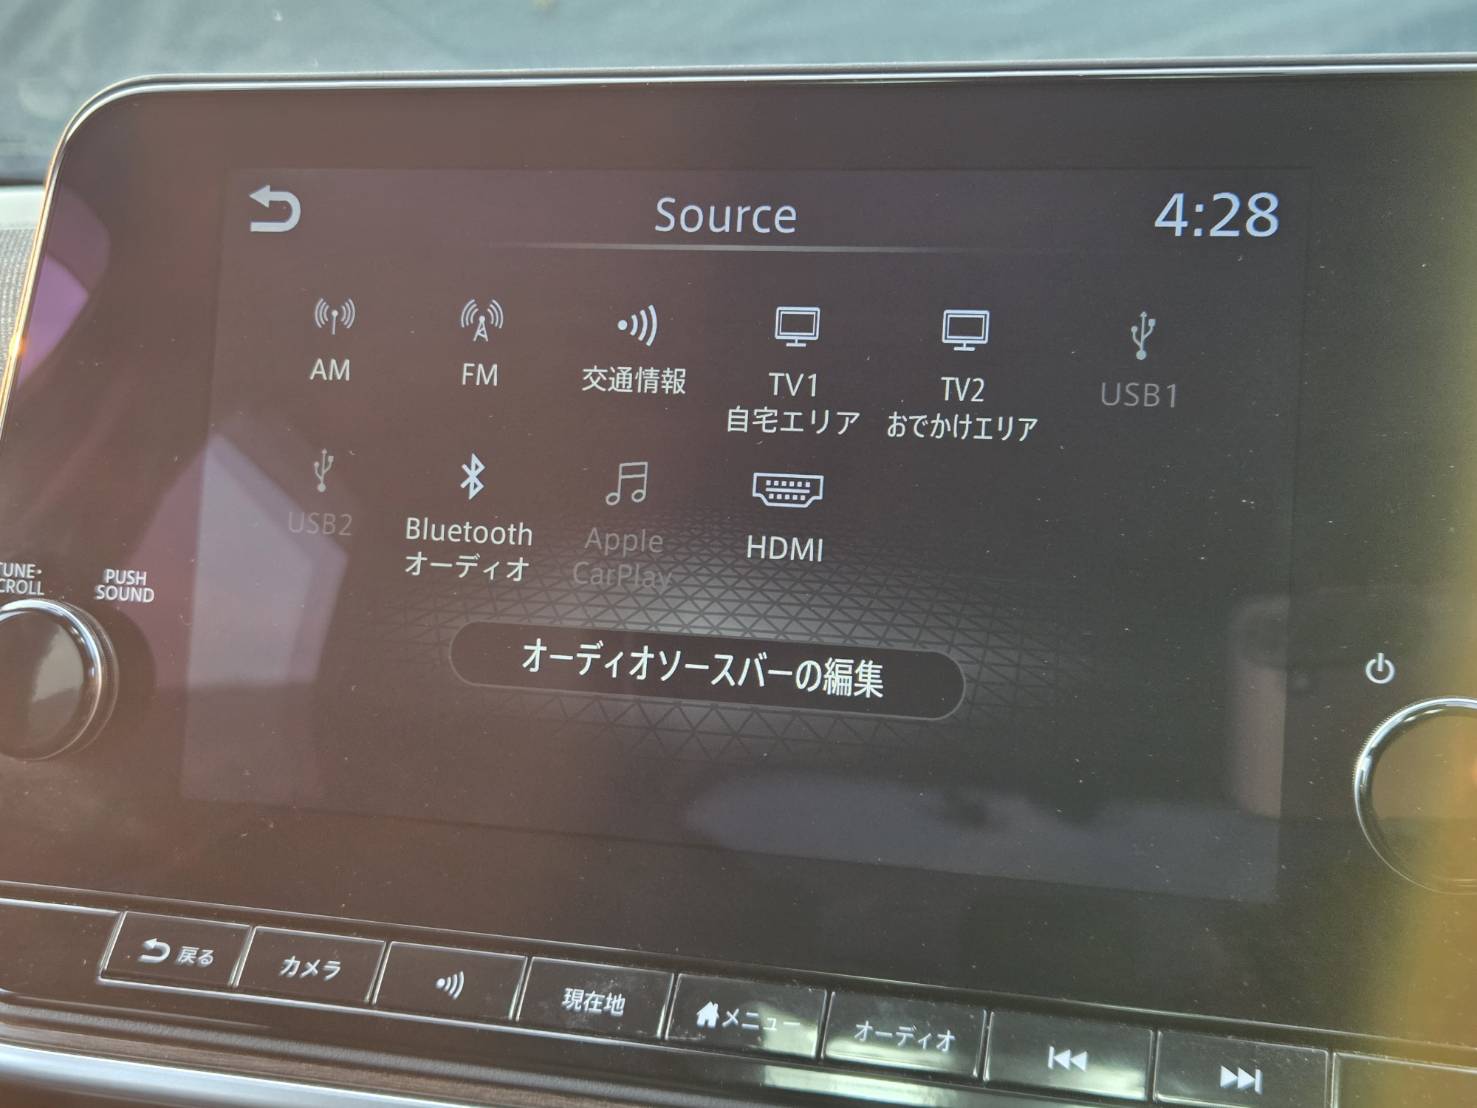 Source
4:28
AM
FM
交通情報
TV1
自宅エリア
TV2
おでかけエリア
USB1
USB2
Bluetooth
オーディオ
Apple
CarPlay
HDMI
オーディオソースバーの編集
TUNE・
SCROLL
PUSH
SOUND
戻る
カメラ
現在地
メニュー
オーディオ